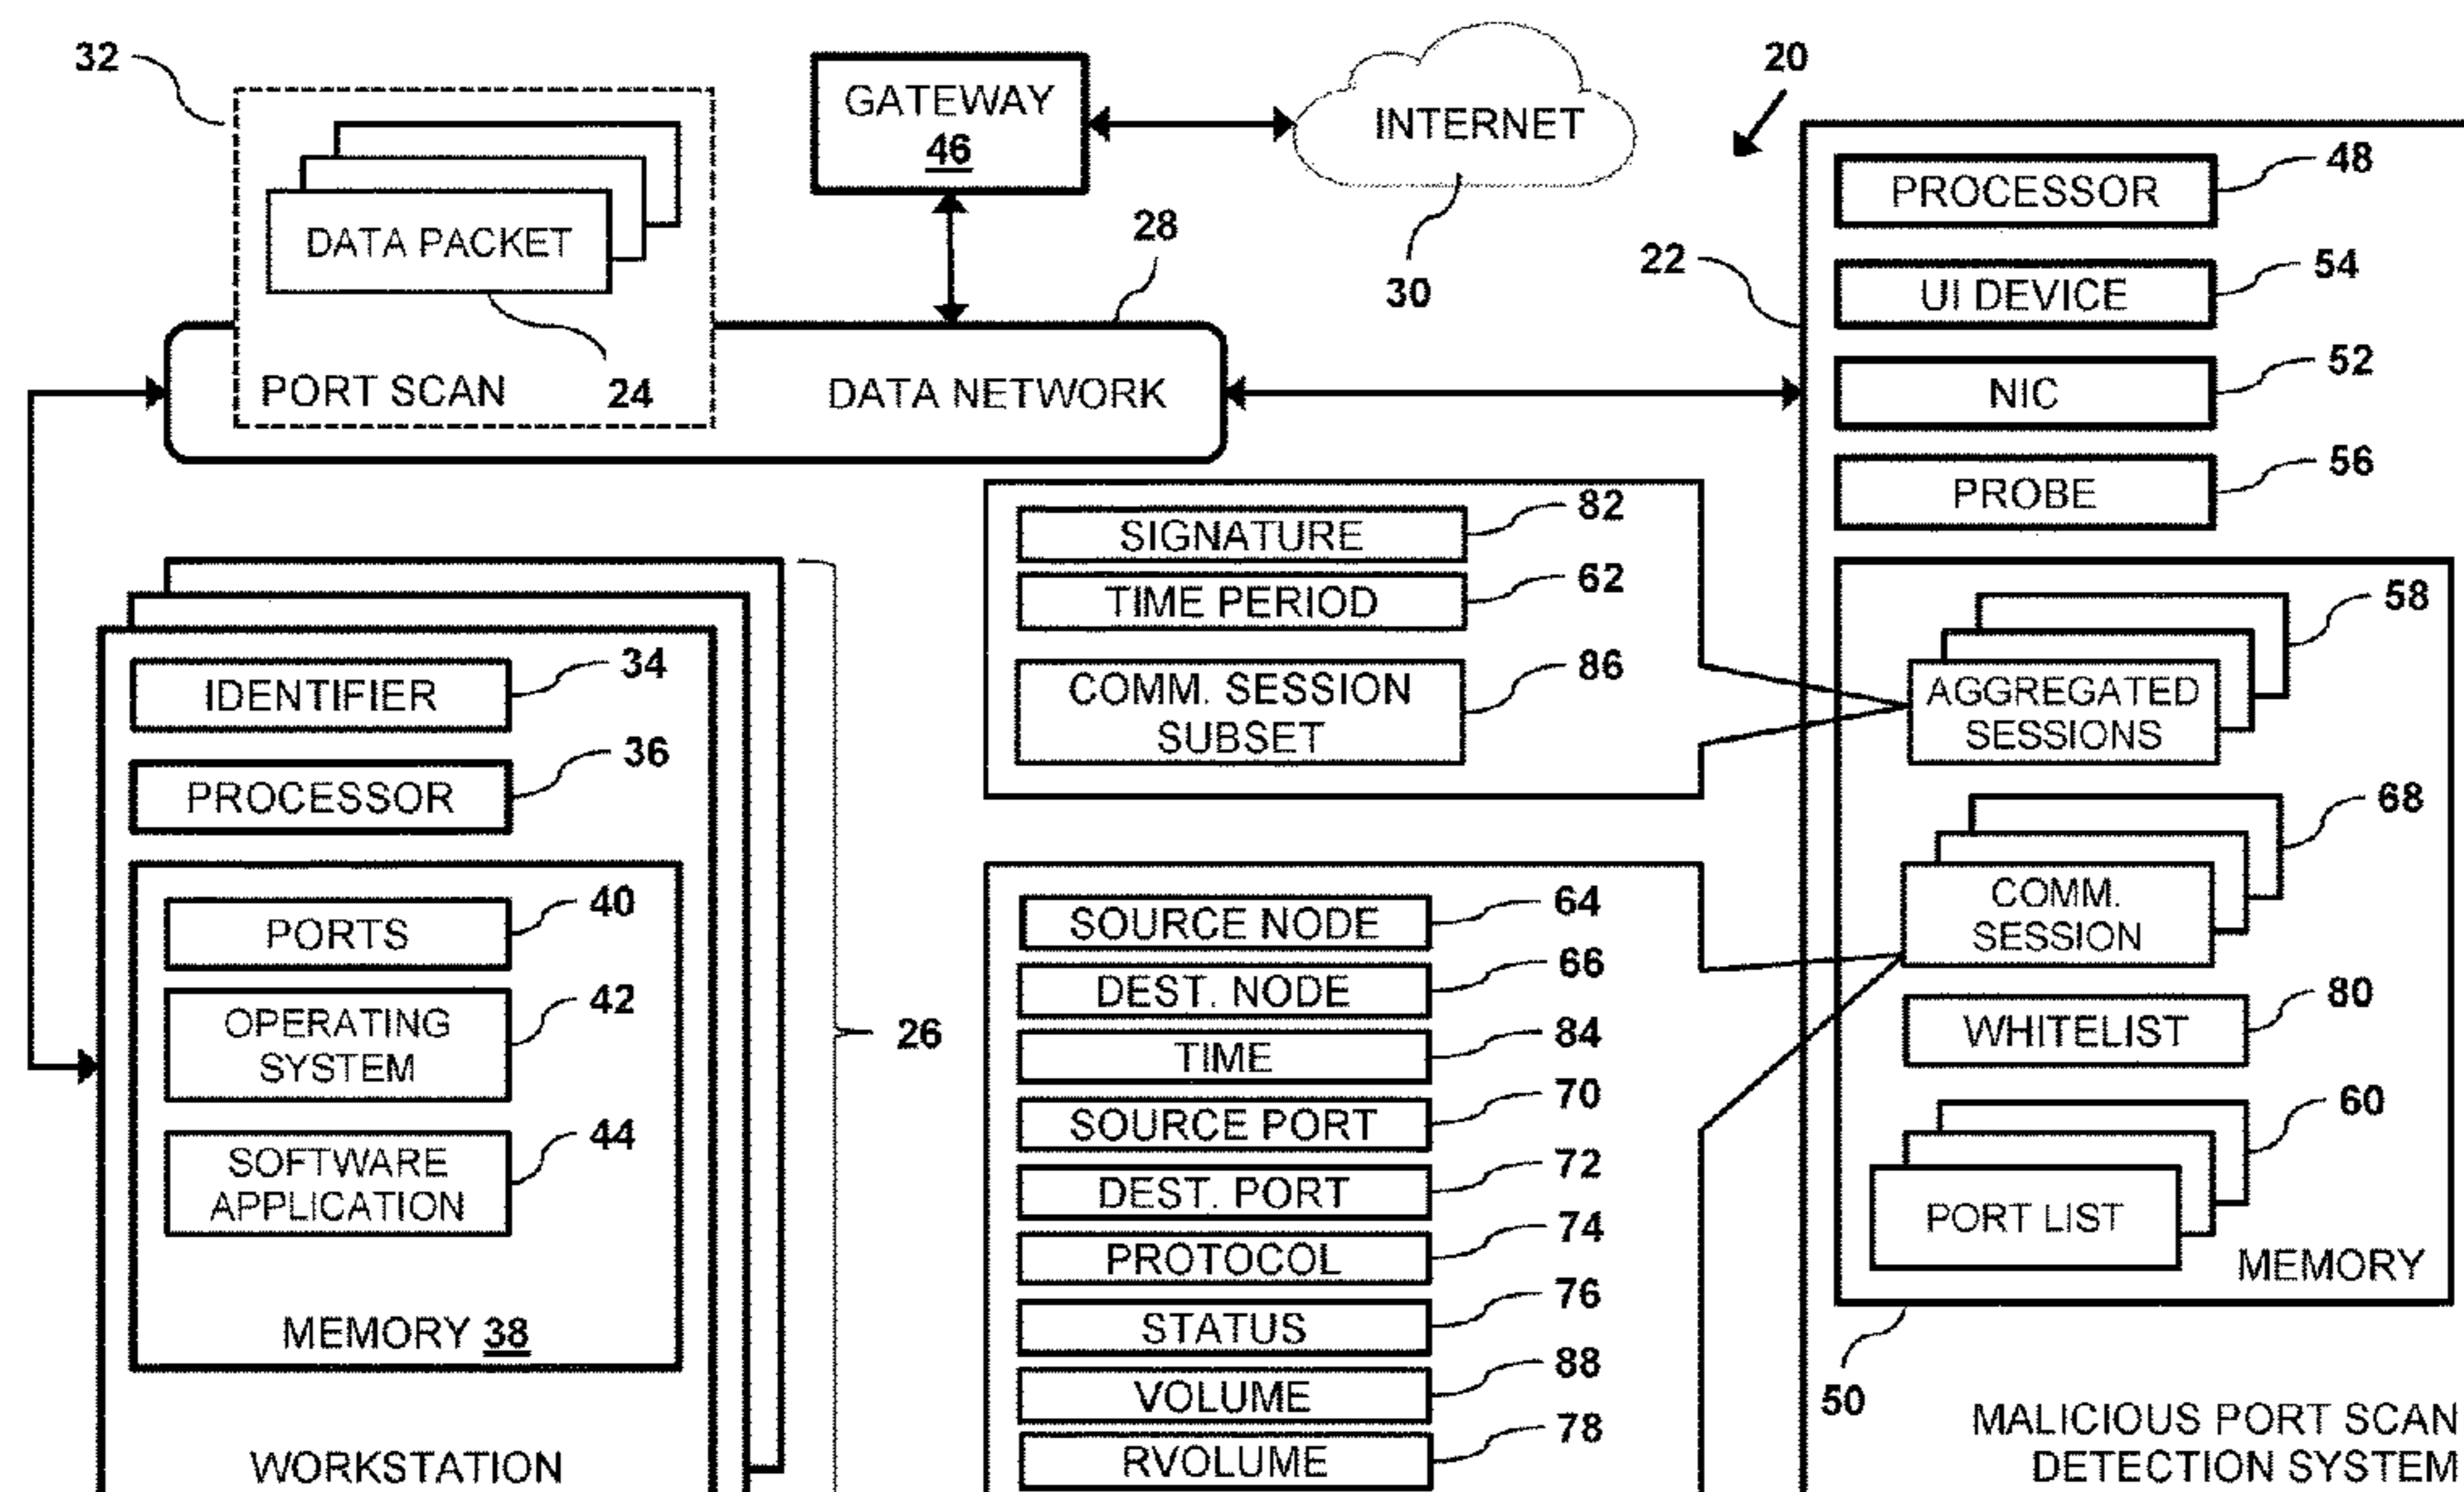 32
GATEWAY
46
INTERNET
30
20
DATA PACKET
24
PORT SCAN
28
DATA NETWORK
22
PROCESSOR
48
UI DEVICE
54
NIC
52
PROBE
56
SIGNATURE
82
TIME PERIOD
62
COMM. SESSION
SUBSET
86
AGGREGATED
SESSIONS
58
COMM.
SESSION
68
WHITELIST
80
PORT LIST
60
MEMORY
50
MALICIOUS PORT SCAN
DETECTION SYSTEM
IDENTIFIER
34
PROCESSOR
36
PORTS
40
OPERATING
SYSTEM
42
SOFTWARE
APPLICATION
44
MEMORY 38
WORKSTATION
26
SOURCE NODE
64
DEST. NODE
66
TIME
84
SOURCE PORT
70
DEST. PORT
72
PROTOCOL
74
STATUS
76
VOLUME
88
RVOLUME
78